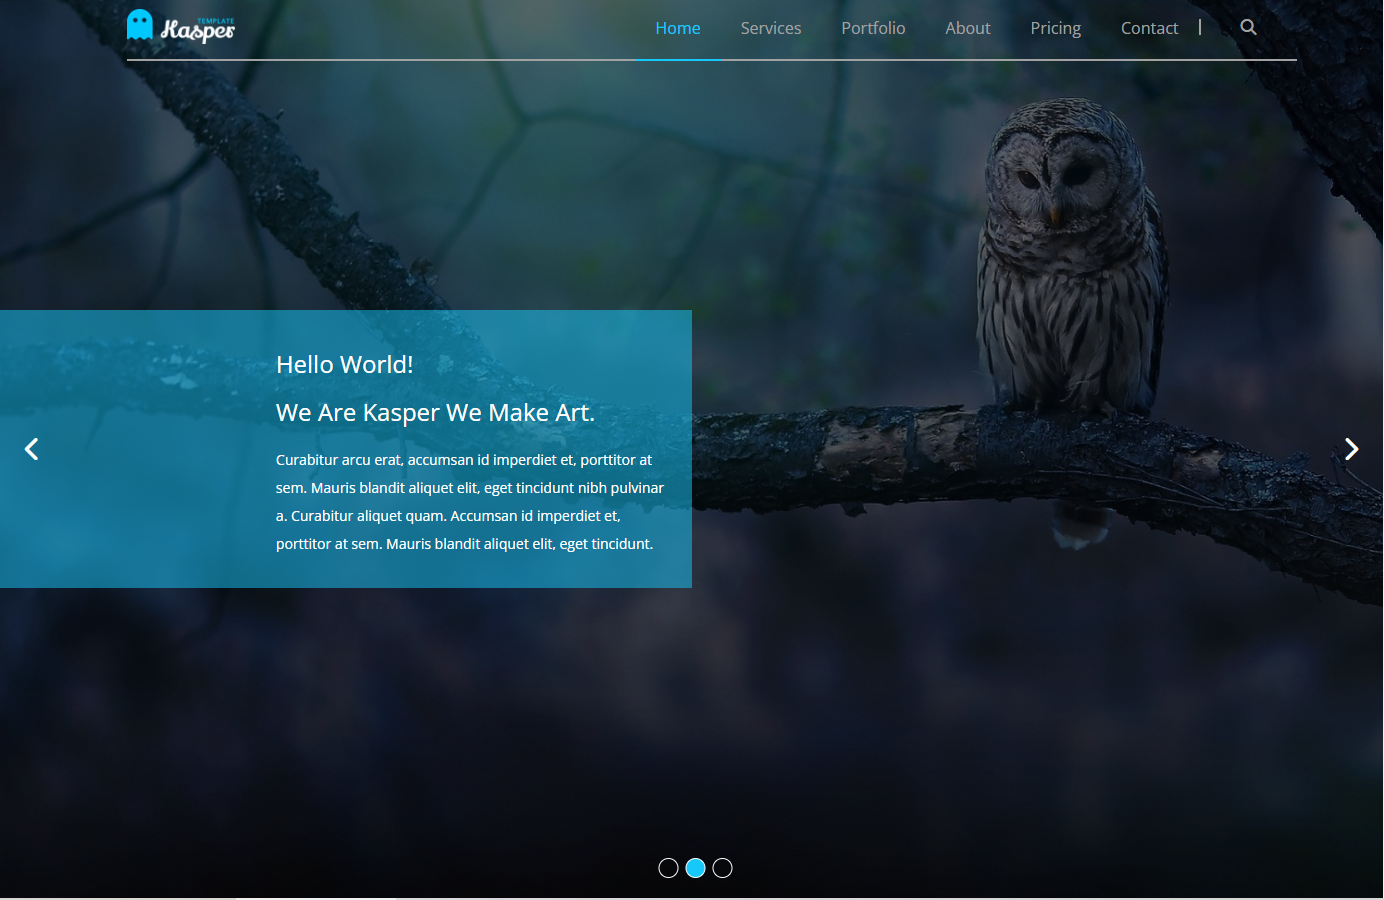 TEMPLATE
Kasper
Home Services Portfolio About Pricing Contact |
Hello World!
We Are Kasper We Make Art.
Curabitur arcu erat, accumsan id imperdiet et, porttitor at
sem. Mauris blandit aliquet elit, eget tincidunt nibh pulvinar
a. Curabitur aliquet quam. Accumsan id imperdiet et,
porttitor at sem. Mauris blandit aliquet elit, eget tincidunt.